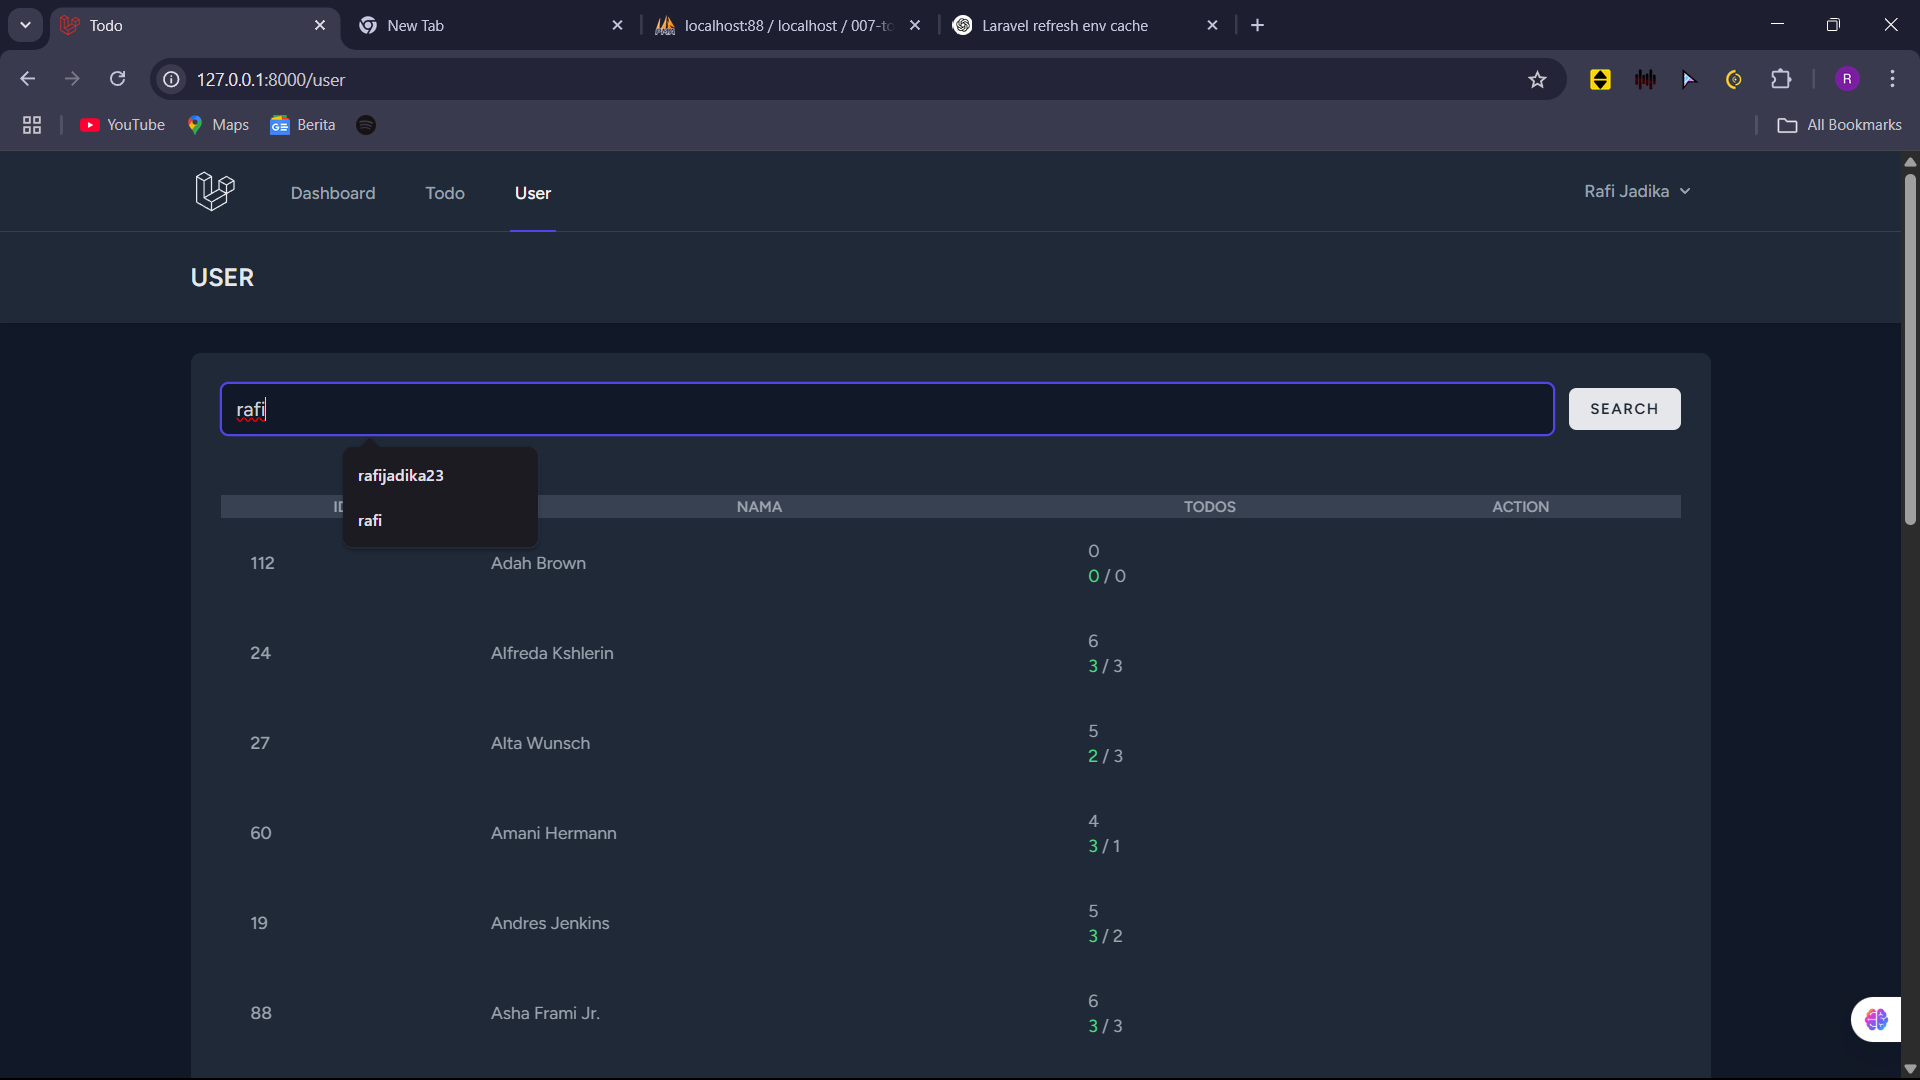 Todo
New Tab
localhost:88 / localhost / 007-to
Laravel refresh env cache
127.0.0.1:8000/user
R
YouTube
Maps
GE
Berita
All Bookmarks
Dashboard
Todo
User
Rafi Jadika
USER
rafi
SEARCH
rafijadika23
rafi
ID NAMA TODOS ACTION
112 Adah Brown 0
0 / 0
24 Alfreda Kshlerin 6
3 / 3
27 Alta Wunsch 5
2 / 3
60 Amani Hermann 4
3 / 1
19 Andres Jenkins 5
3 / 2
88 Asha Frami Jr. 6
3 / 3